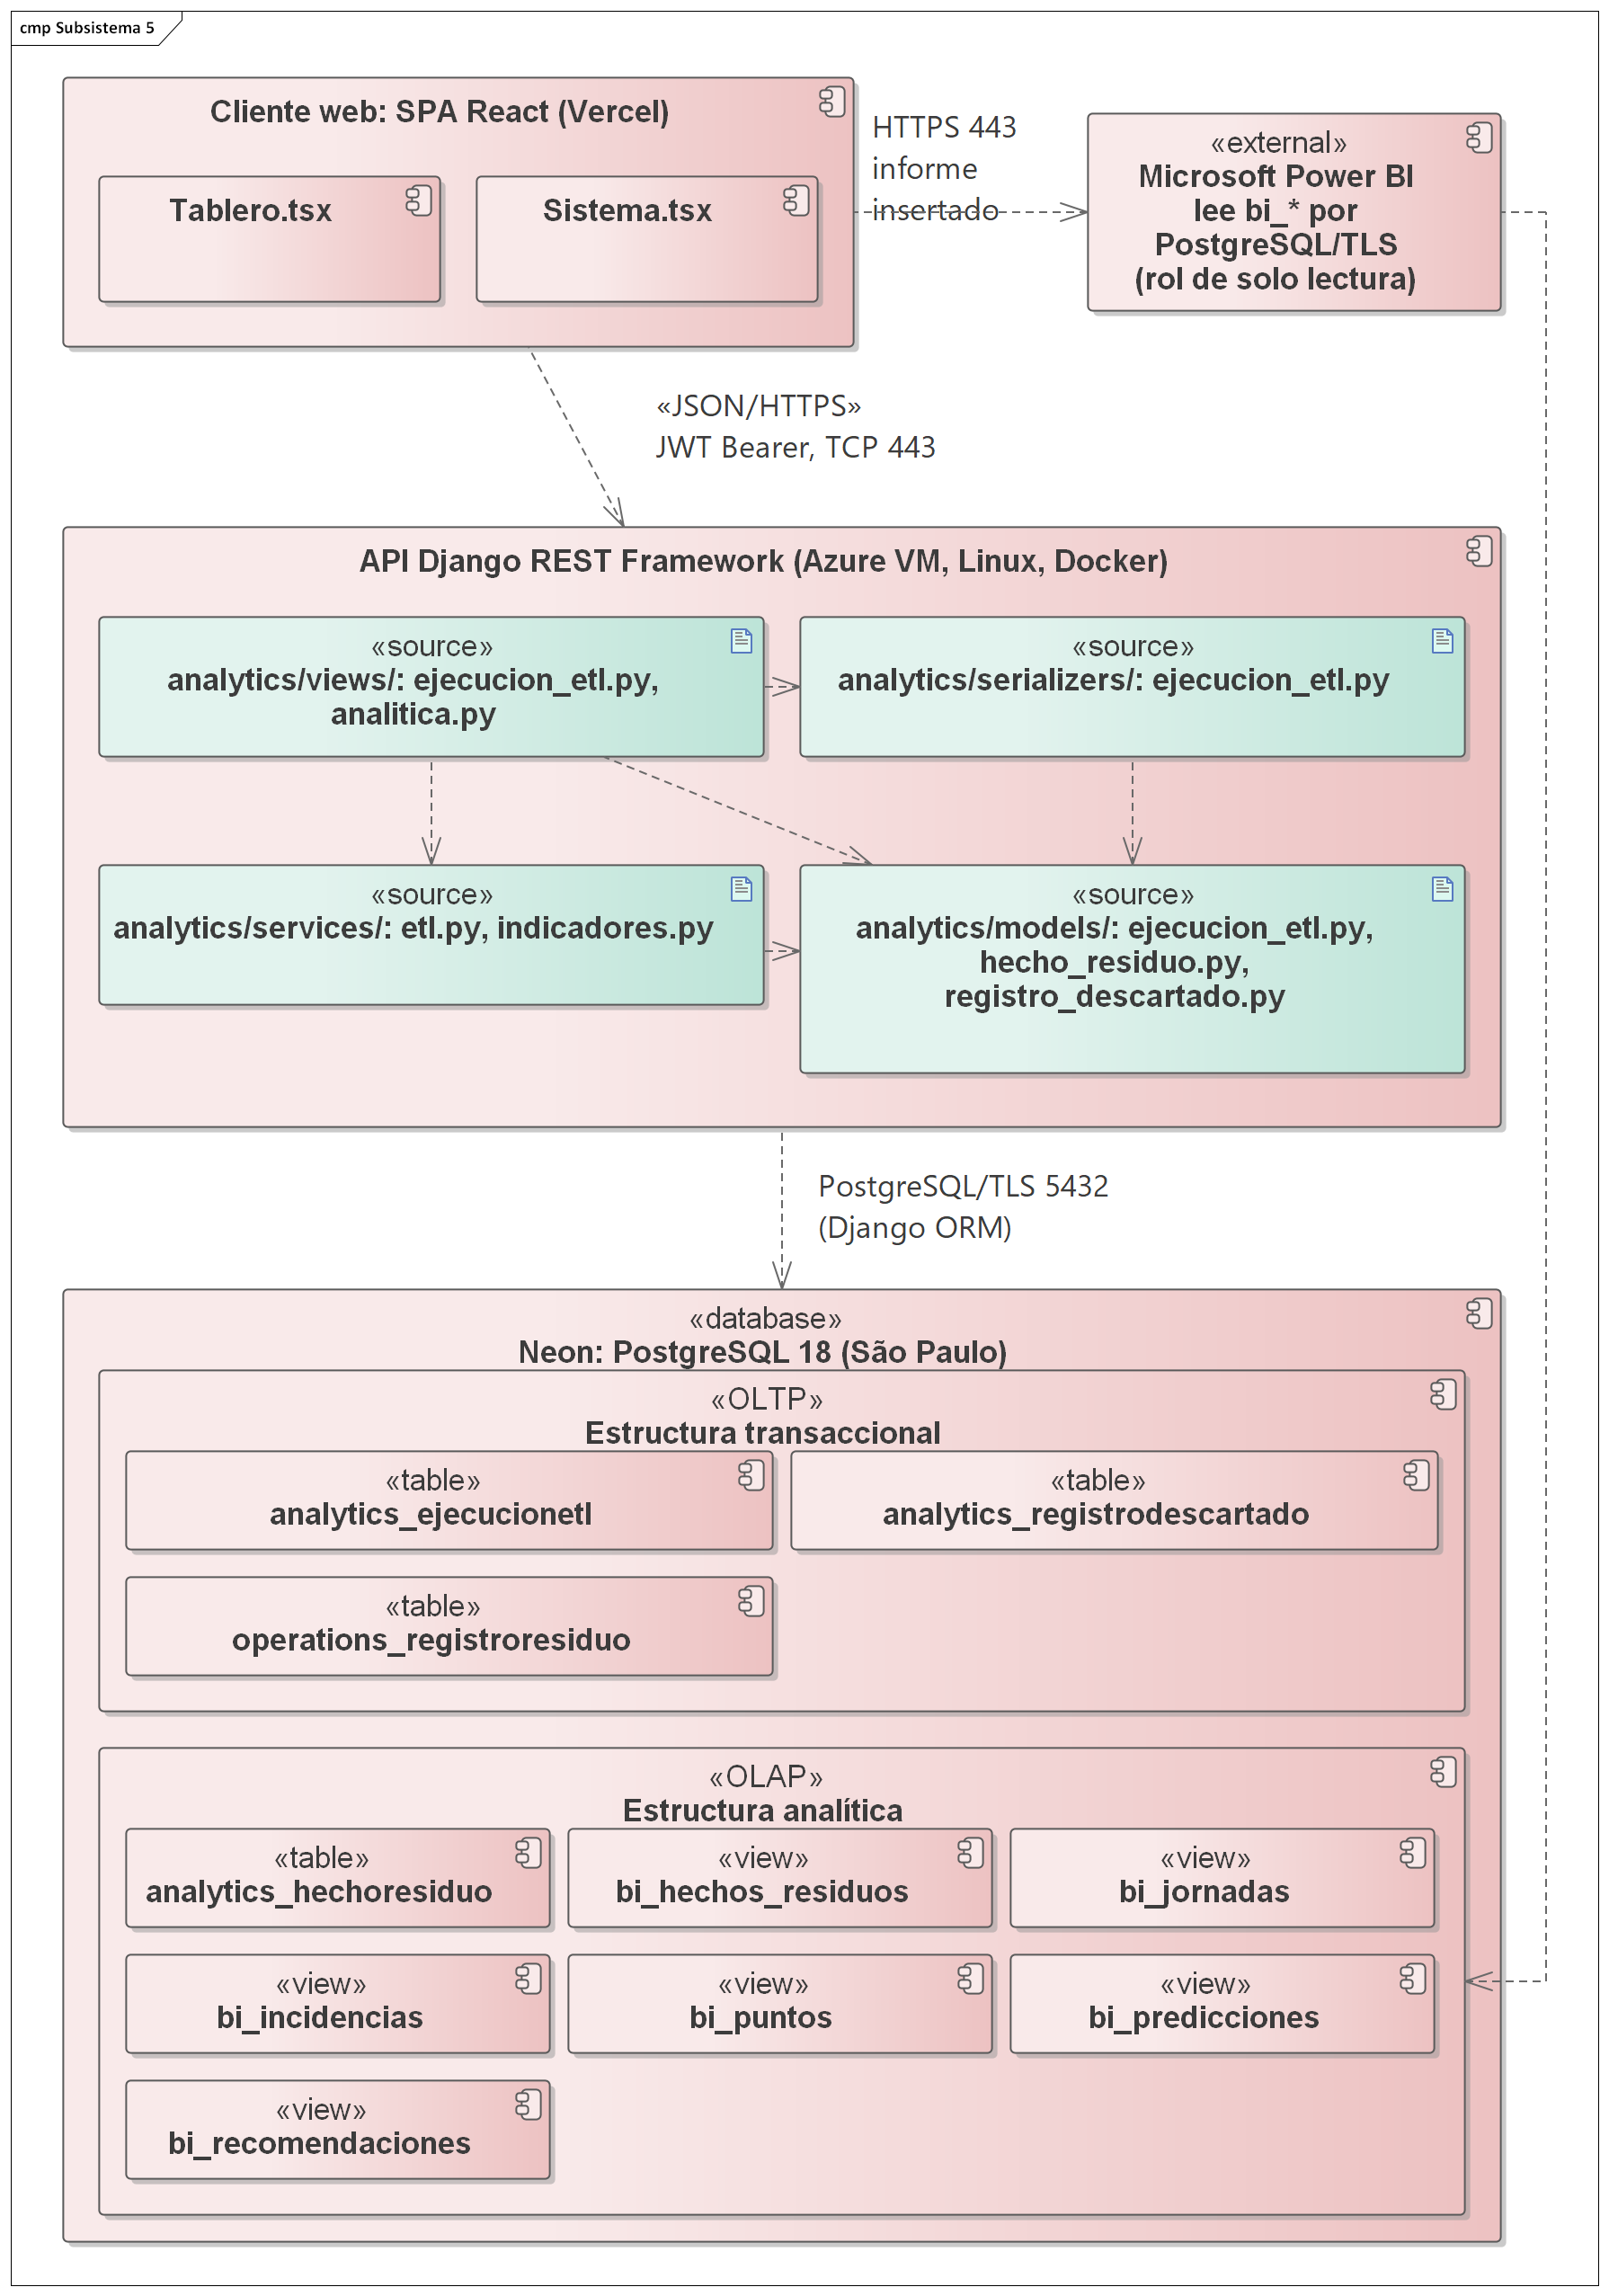 cmp Subsistema 5
Cliente web: SPA React (Vercel)
Tablero.tsx
Sistema.tsx
HTTPS 443
informe
insertado
«external»
Microsoft Power BI
lee bi_* por
PostgreSQL/TLS
(rol de solo lectura)
«JSON/HTTPS»
JWT Bearer, TCP 443
API Django REST Framework (Azure VM, Linux, Docker)
«source»
analytics/views/: ejecucion_etl.py,
analitica.py
«source»
analytics/serializers/: ejecucion_etl.py
«source»
analytics/services/: etl.py, indicadores.py
«source»
analytics/models/: ejecucion_etl.py,
hecho_residuo.py,
registro_descartado.py
PostgreSQL/TLS 5432
(Django ORM)
«database»
Neon: PostgreSQL 18 (São Paulo)
«OLTP»
Estructura transaccional
«table»
analytics_ejecucionetl
«table»
analytics_registrodescartado
«table»
operations_registroresiduo
«OLAP»
Estructura analítica
«table»
analytics_hechoresiduo
«view»
bi_hechos_residuos
«view»
bi_jornadas
«view»
bi_incidencias
«view»
bi_puntos
«view»
bi_predicciones
«view»
bi_recomendaciones